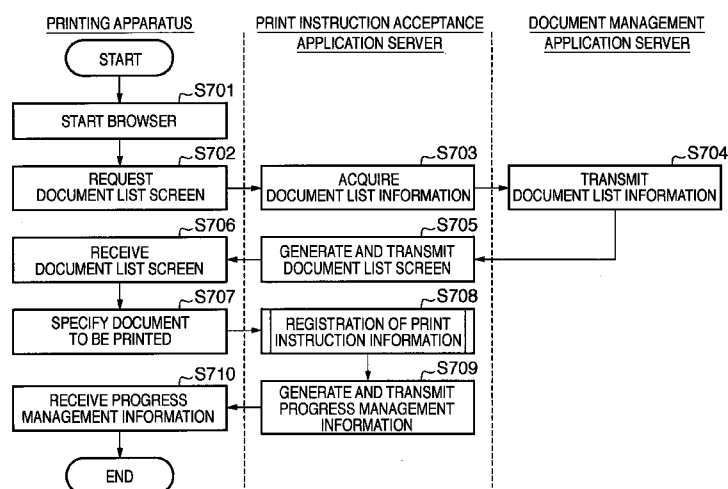 PRINTING APPARATUS
PRINT INSTRUCTION ACCEPTANCE
APPLICATION SERVER
DOCUMENT MANAGEMENT
APPLICATION SERVER
START
S701
START BROWSER
S702
REQUEST
DOCUMENT LIST SCREEN
S703
ACQUIRE
DOCUMENT LIST INFORMATION
S704
TRANSMIT
DOCUMENT LIST INFORMATION
S706
RECEIVE
DOCUMENT LIST SCREEN
S705
GENERATE AND TRANSMIT
DOCUMENT LIST SCREEN
S707
SPECIFY DOCUMENT
TO BE PRINTED
S708
REGISTRATION OF PRINT
INSTRUCTION INFORMATION
S710
RECEIVE PROGRESS
MANAGEMENT INFORMATION
S709
GENERATE AND TRANSMIT
PROGRESS MANAGEMENT
INFORMATION
END